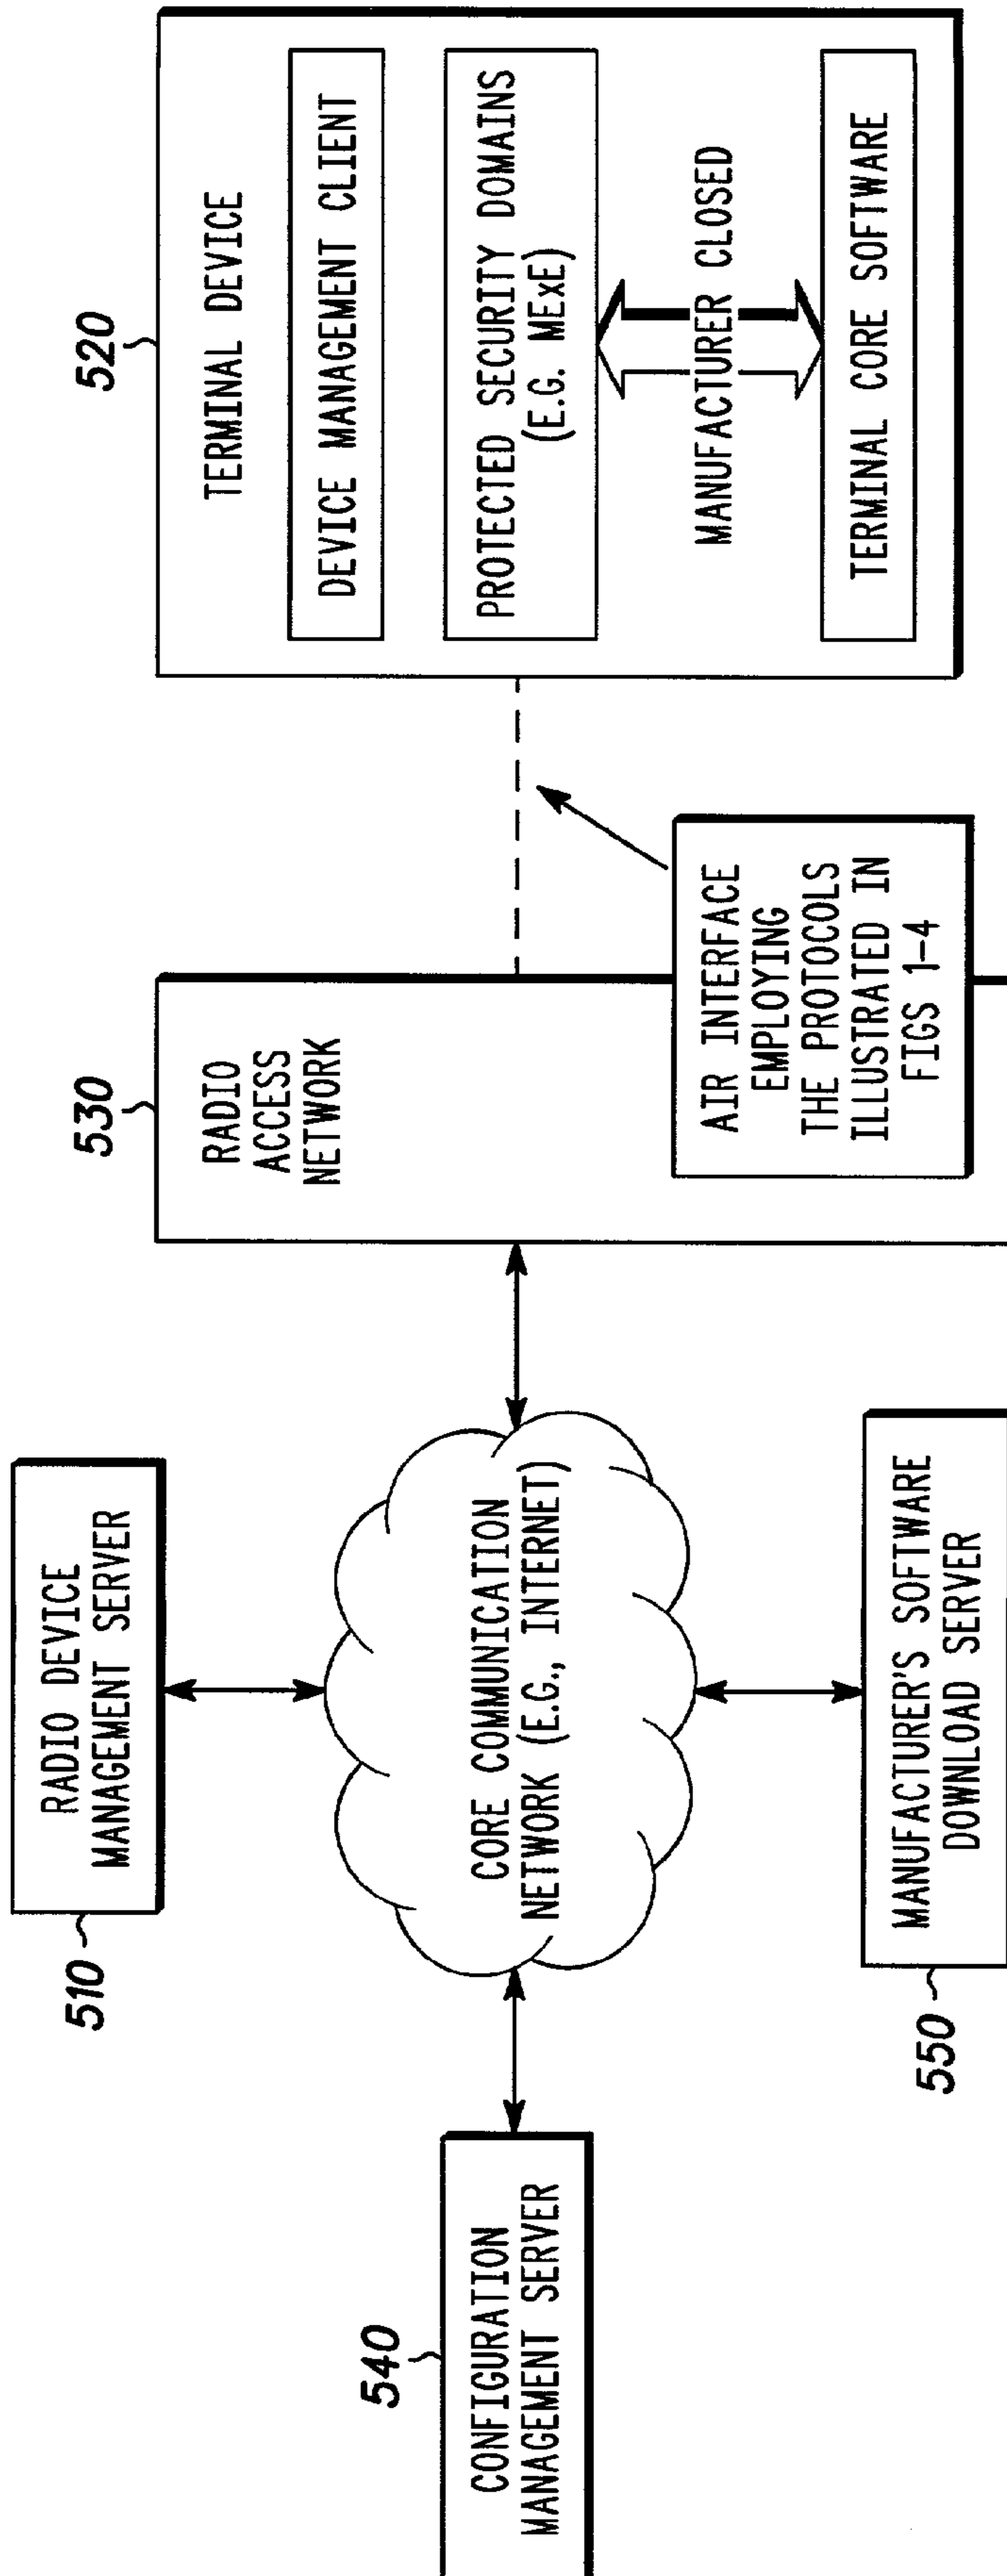 510
RADIO DEVICE
MANAGEMENT SERVER
540
CONFIGURATION
MANAGEMENT SERVER
CORE COMMUNICATION
NETWORK (E.G., INTERNET)
550
MANUFACTURER'S SOFTWARE
DOWNLOAD SERVER
530
RADIO
ACCESS
NETWORK
AIR INTERFACE
EMPLOYING
THE PROTOCOLS
ILLUSTRATED IN
FIGS 1-4
520
TERMINAL DEVICE
DEVICE MANAGEMENT CLIENT
PROTECTED SECURITY DOMAINS
(E.G. MExE)
MANUFACTURER CLOSED
TERMINAL CORE SOFTWARE